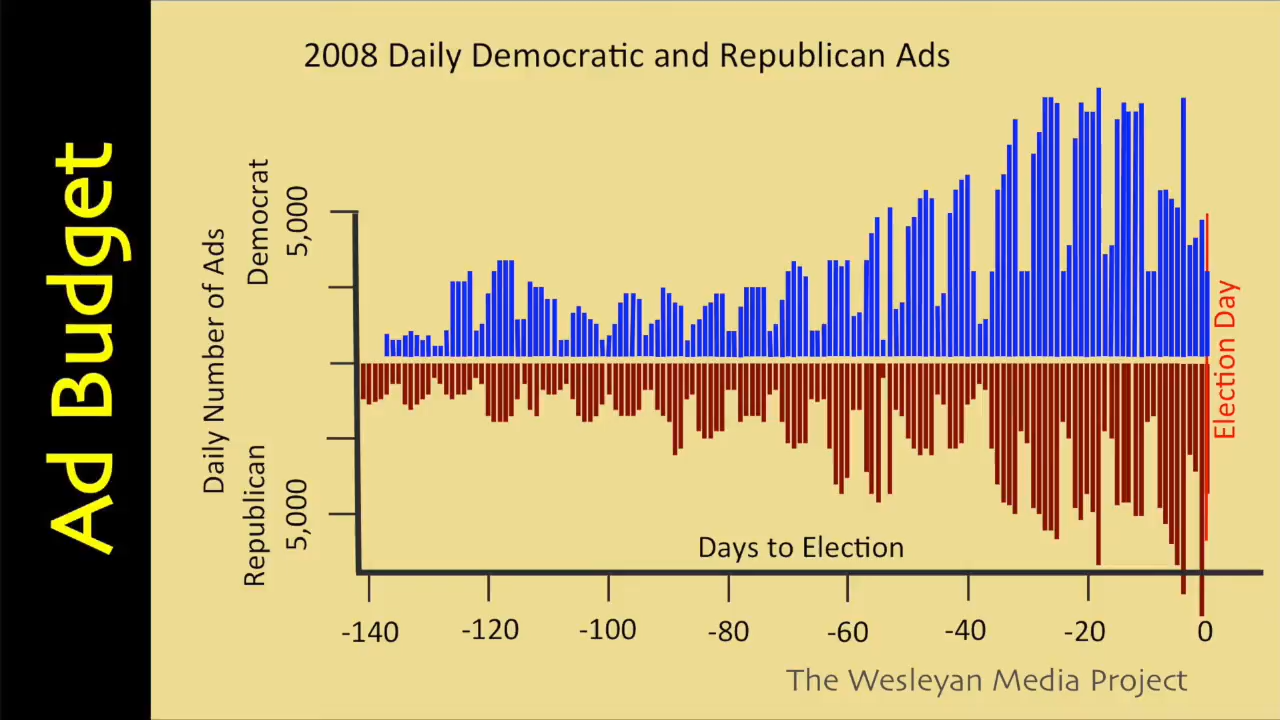 Ad Budget
2008 Daily Democratic and Republican Ads
Daily Number of Ads
Democrat
5,000
Republican
5,000
Election Day
Days to Election
-140 -120 -100 -80 -60 -40 -20 0
The Wesleyan Media Project